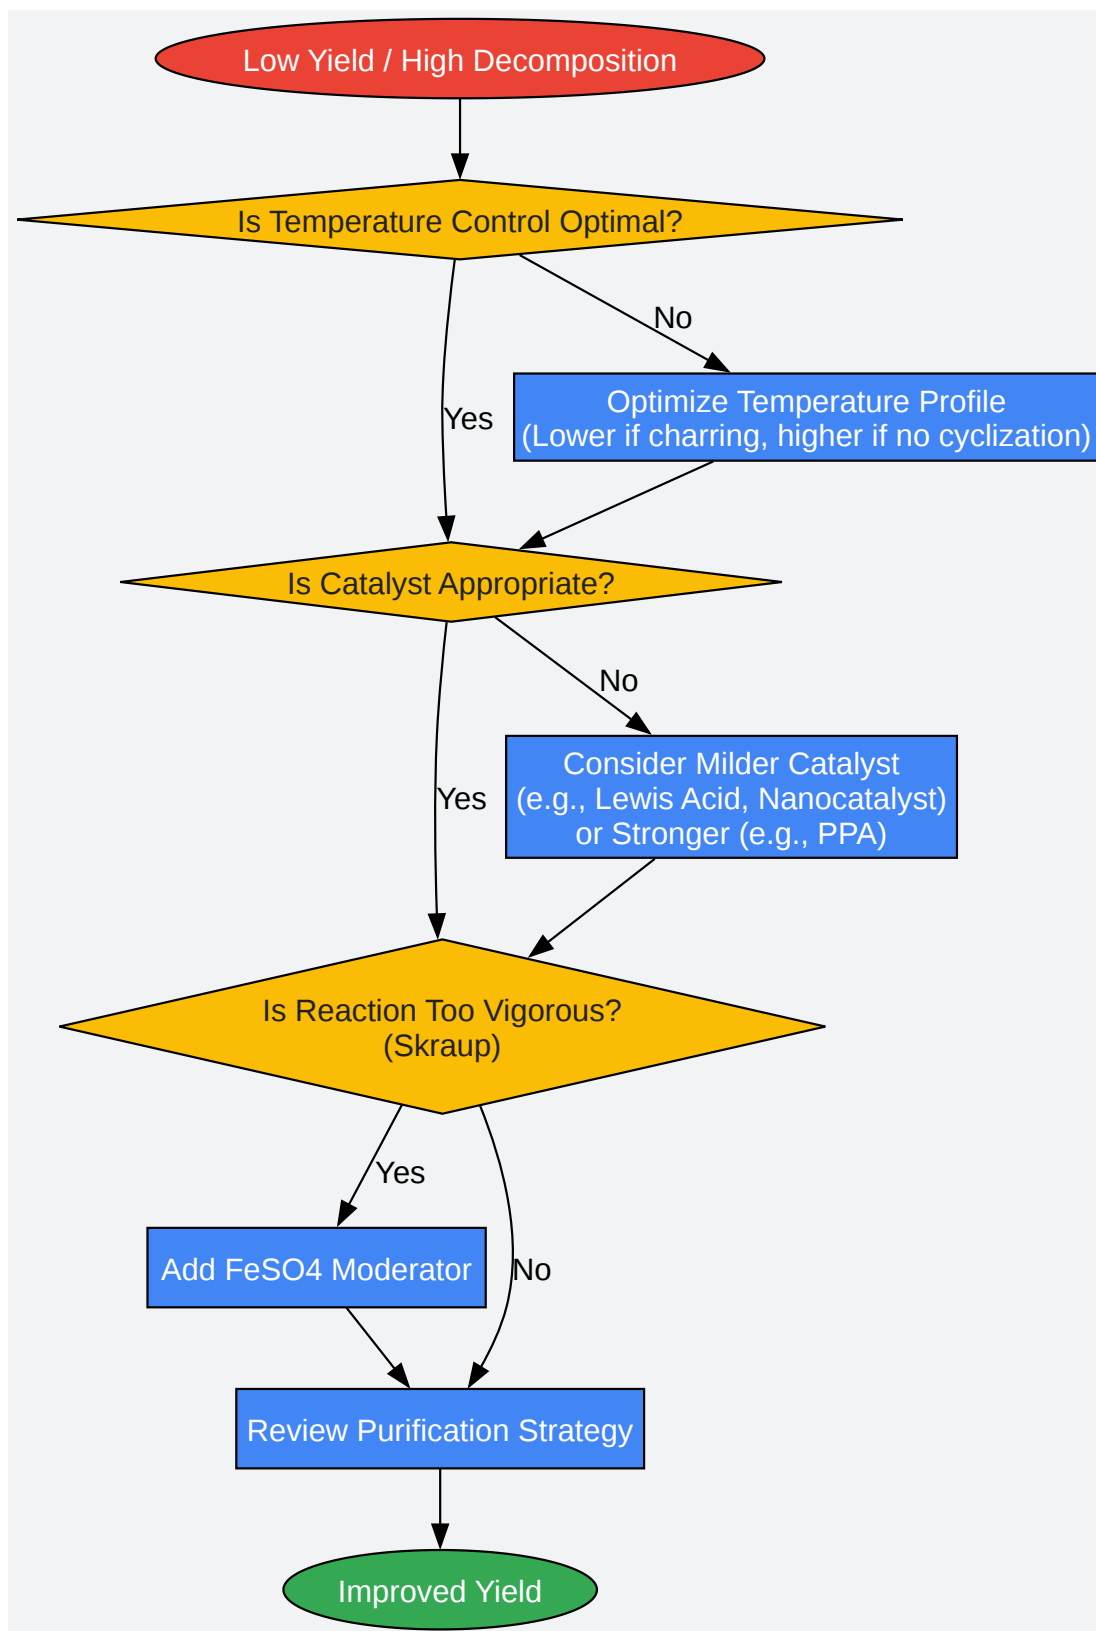 Low Yield / High Decomposition
Is Temperature Control Optimal?
No
Optimize Temperature Profile
(Lower if charring, higher if no cyclization)
Yes
Is Catalyst Appropriate?
No
Consider Milder Catalyst
(e.g., Lewis Acid, Nanocatalyst)
or Stronger (e.g., PPA)
Yes
Is Reaction Too Vigorous?
(Skraup)
Yes
Add FeSO4 Moderator
No
Review Purification Strategy
Improved Yield